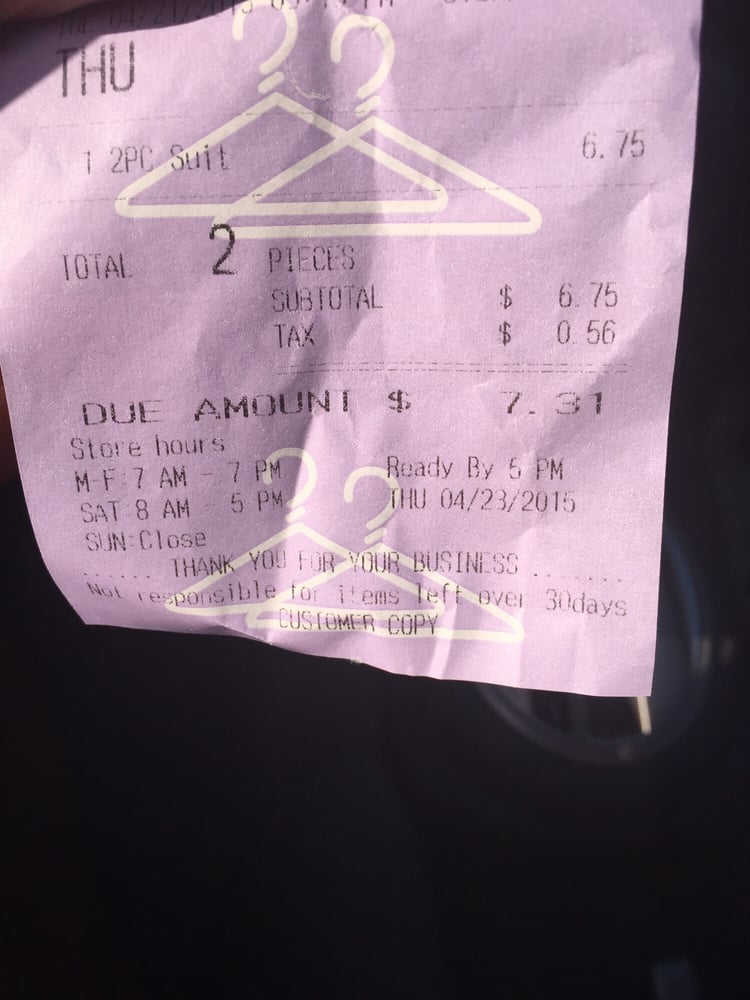 THU
1 2PC Suit 6.75
TOTAL 2 PIECES
SUBTOTAL $ 6.75
TAX $ 0.56
DUE AMOUNT $ 7.31
Store hours
M-F:7 AM - 7 PM Ready By 5 PM
SAT:8 AM - 5 PM THU 04/23/2015
SUN:Close
...... THANK YOU FOR YOUR BUSINESS .......
Not responsible for items left over 30days
CUSTOMER COPY